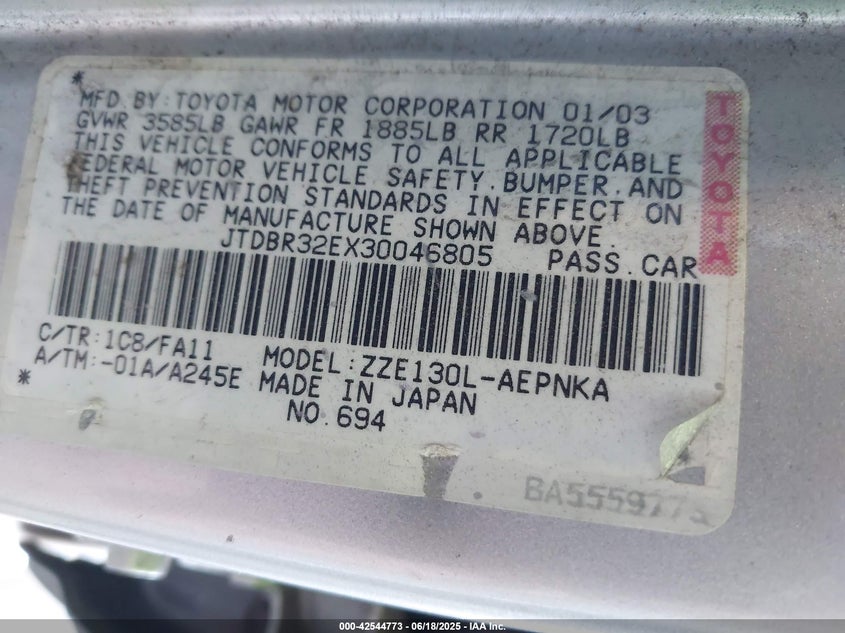 *
MFD.BY:TOYOTA MOTOR CORPORATION 01/03
GVWR 3585LB GAWR FR 1885LB RR 1720LB
THIS VEHICLE CONFORMS TO ALL APPLICABLE
FEDERAL MOTOR VEHICLE SAFETY.BUMPER.AND
THEFT PREVENTION STANDARDS IN EFFECT ON
THE DATE OF MANUFACTURE SHOWN ABOVE.
JTDBR32EX30046805 PASS.CAR
TOYOTA
C/TR:1C8/FA11 MODEL:ZZE130L-AEPNKA
A/TM:-01A/A245E MADE IN JAPAN
* NO.694
000-42544773 / 06/18/2025 - IAA Inc.